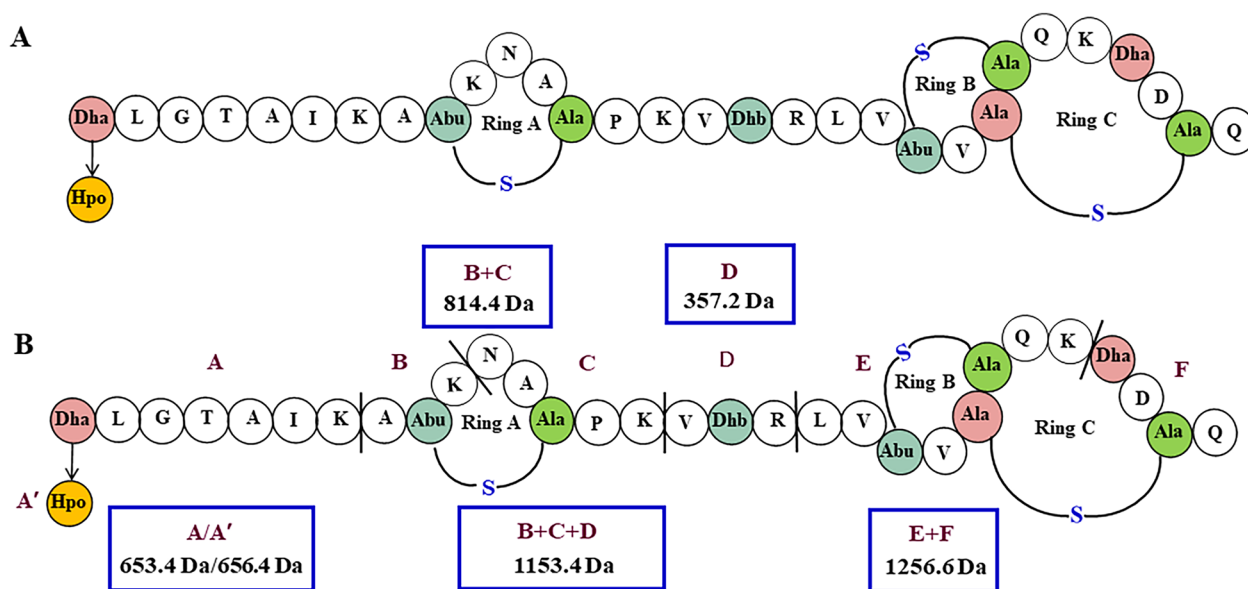 A
Dha L G T A I K A Abu K N A Ala P K V Dhb R L V Abu V Ala Ala Q K Dha D Ala Q
Ring A
S
Ring B
S
Ring C
S
Hpo
B+C
814.4 Da
D
357.2 Da
B
A
B
C
D
E
F
Dha L G T A I K A Abu K N A Ala P K V Dhb R L V Abu V Ala Ala Q K Dha D Ala Q
Ring A
S
Ring B
S
Ring C
S
A′ Hpo
A/A′
653.4 Da/656.4 Da
B+C+D
1153.4 Da
E+F
1256.6 Da